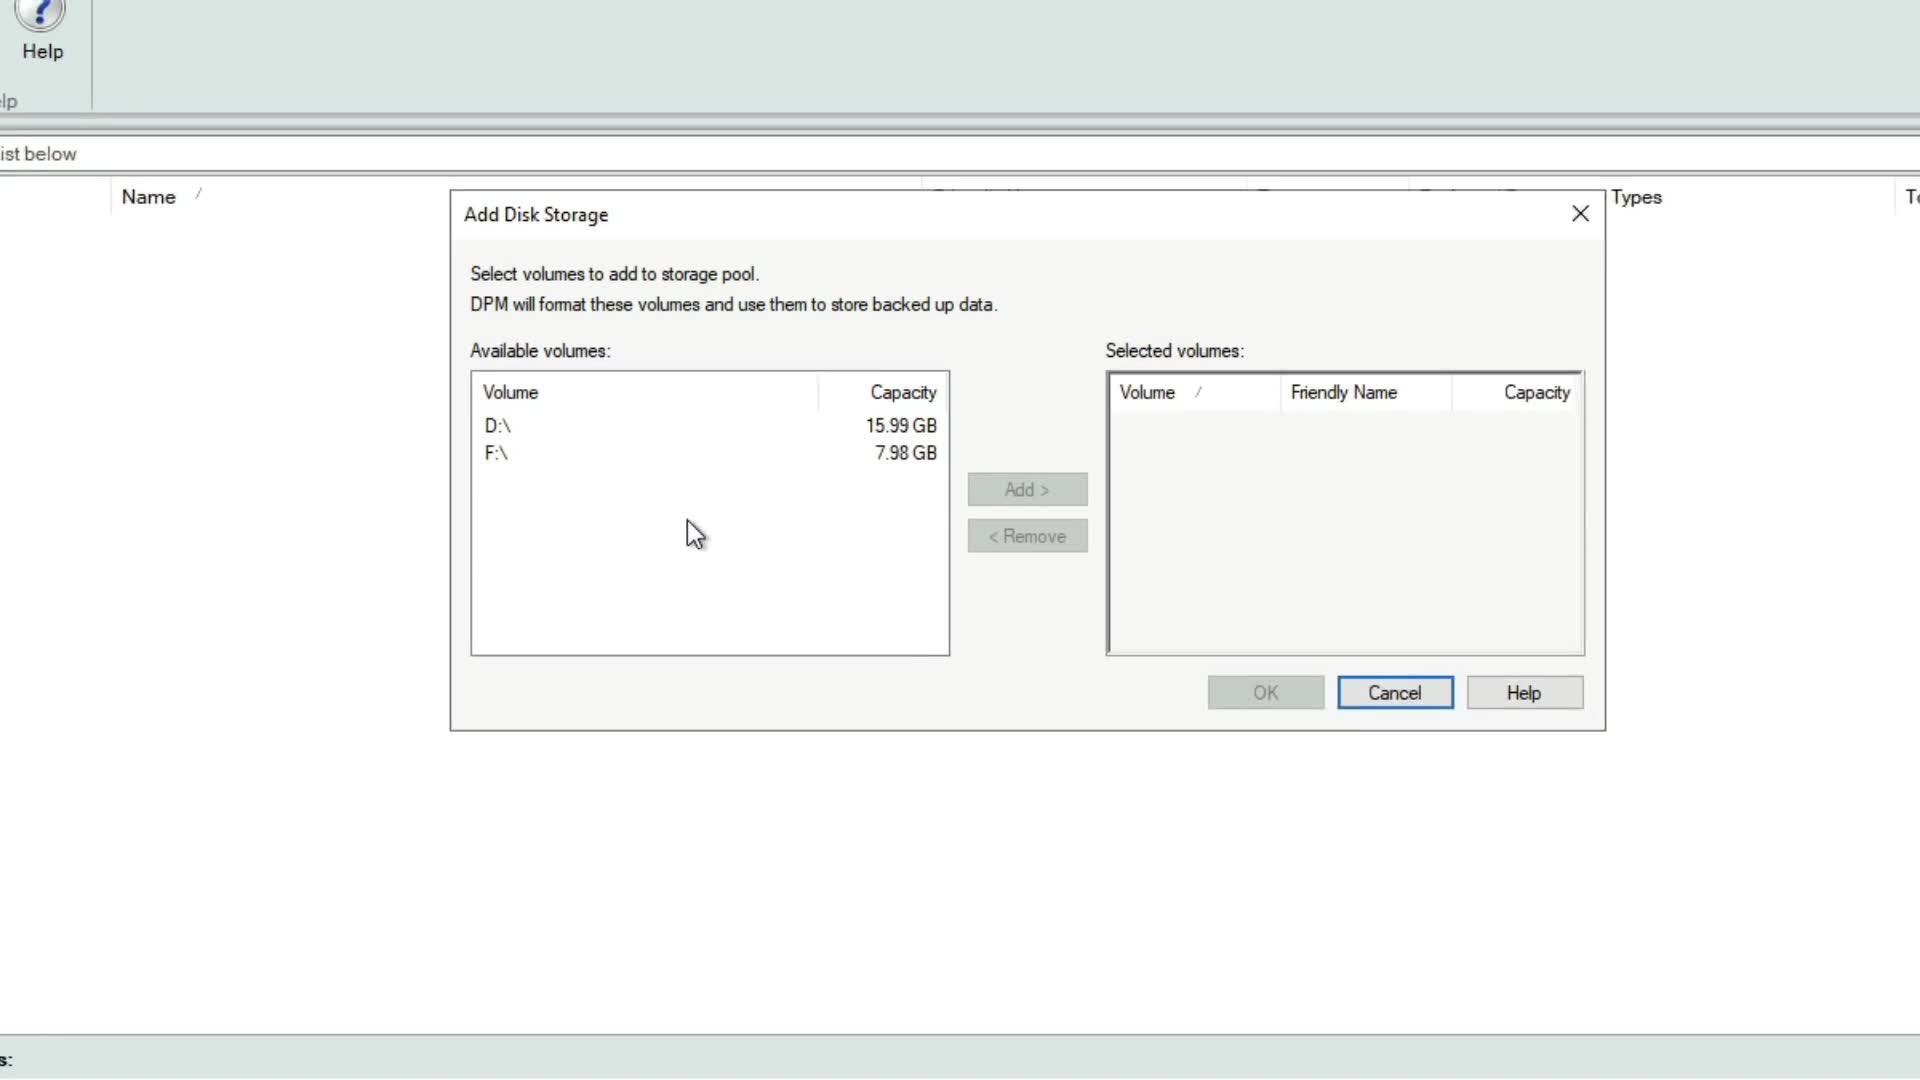 Help
elp
ist below
Name
Types
Add Disk Storage
Select volumes to add to storage pool.
DPM will format these volumes and use them to store backed up data.
Available volumes:
Selected volumes:
Volume Capacity
Volume Friendly Name Capacity
D:\ 15.99 GB
F:\ 7.98 GB
Add >
< Remove
OK Cancel Help
s: